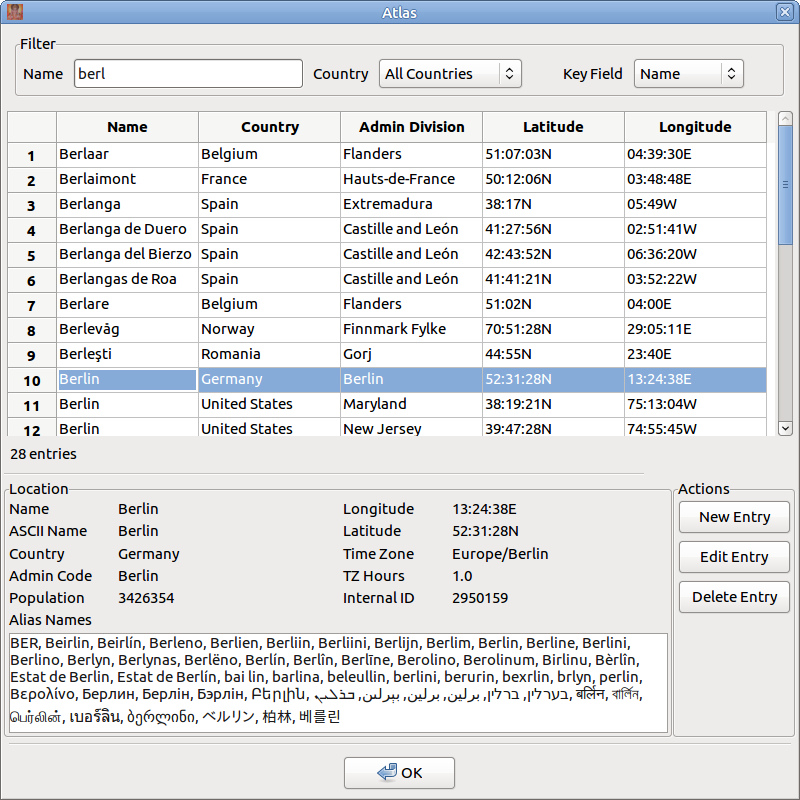 Atlas
Filter
Name berl Country All Countries Key Field Name
Name Country Admin Division Latitude Longitude
1 Berlaar Belgium Flanders 51:07:03N 04:39:30E
2 Berlaimont France Hauts-de-France 50:12:06N 03:48:48E
3 Berlanga Spain Extremadura 38:17N 05:49W
4 Berlanga de Duero Spain Castille and León 41:27:56N 02:51:41W
5 Berlanga del Bierzo Spain Castille and León 42:43:52N 06:36:20W
6 Berlangas de Roa Spain Castille and León 41:41:21N 03:52:22W
7 Berlare Belgium Flanders 51:02N 04:00E
8 Berlevåg Norway Finnmark Fylke 70:51:28N 29:05:11E
9 Berleşti Romania Gorj 44:55N 23:40E
10 Berlin Germany Berlin 52:31:28N 13:24:38E
11 Berlin United States Maryland 38:19:21N 75:13:04W
12 Berlin United States New Jersey 39:47:28N 74:55:45W
28 entries
Location
Name Berlin Longitude 13:24:38E
ASCII Name Berlin Latitude 52:31:28N
Country Germany Time Zone Europe/Berlin
Admin Code Berlin TZ Hours 1.0
Population 3426354 Internal ID 2950159
Alias Names
BER, Beirlin, Beirlín, Berleno, Berlien, Berliin, Berliini, Berlijn, Berlim, Berlin, Berline, Berlini,
Berlino, Berlyn, Berlynas, Berlëno, Berlín, Berlîn, Berlīne, Berolino, Berolinum, Birlinu, Bèrlîn,
Estat de Berlin, Estat de Berlín, bai lin, barlina, beleullin, berlini, berurin, bexrlin, brlyn, perlin,
Βερολίνο, Берлин, Берлін, Бэрлін, Բերլին, בערלין, ברלין, برلين, برلین, بېرلىن, ܒܪܠܝܢ, बर्लिन, বার্লিন,
பெர்லின், เบอร์ลิน, ბერლინი, ベルリン, 柏林, 베를린
Actions
New Entry
Edit Entry
Delete Entry
OK